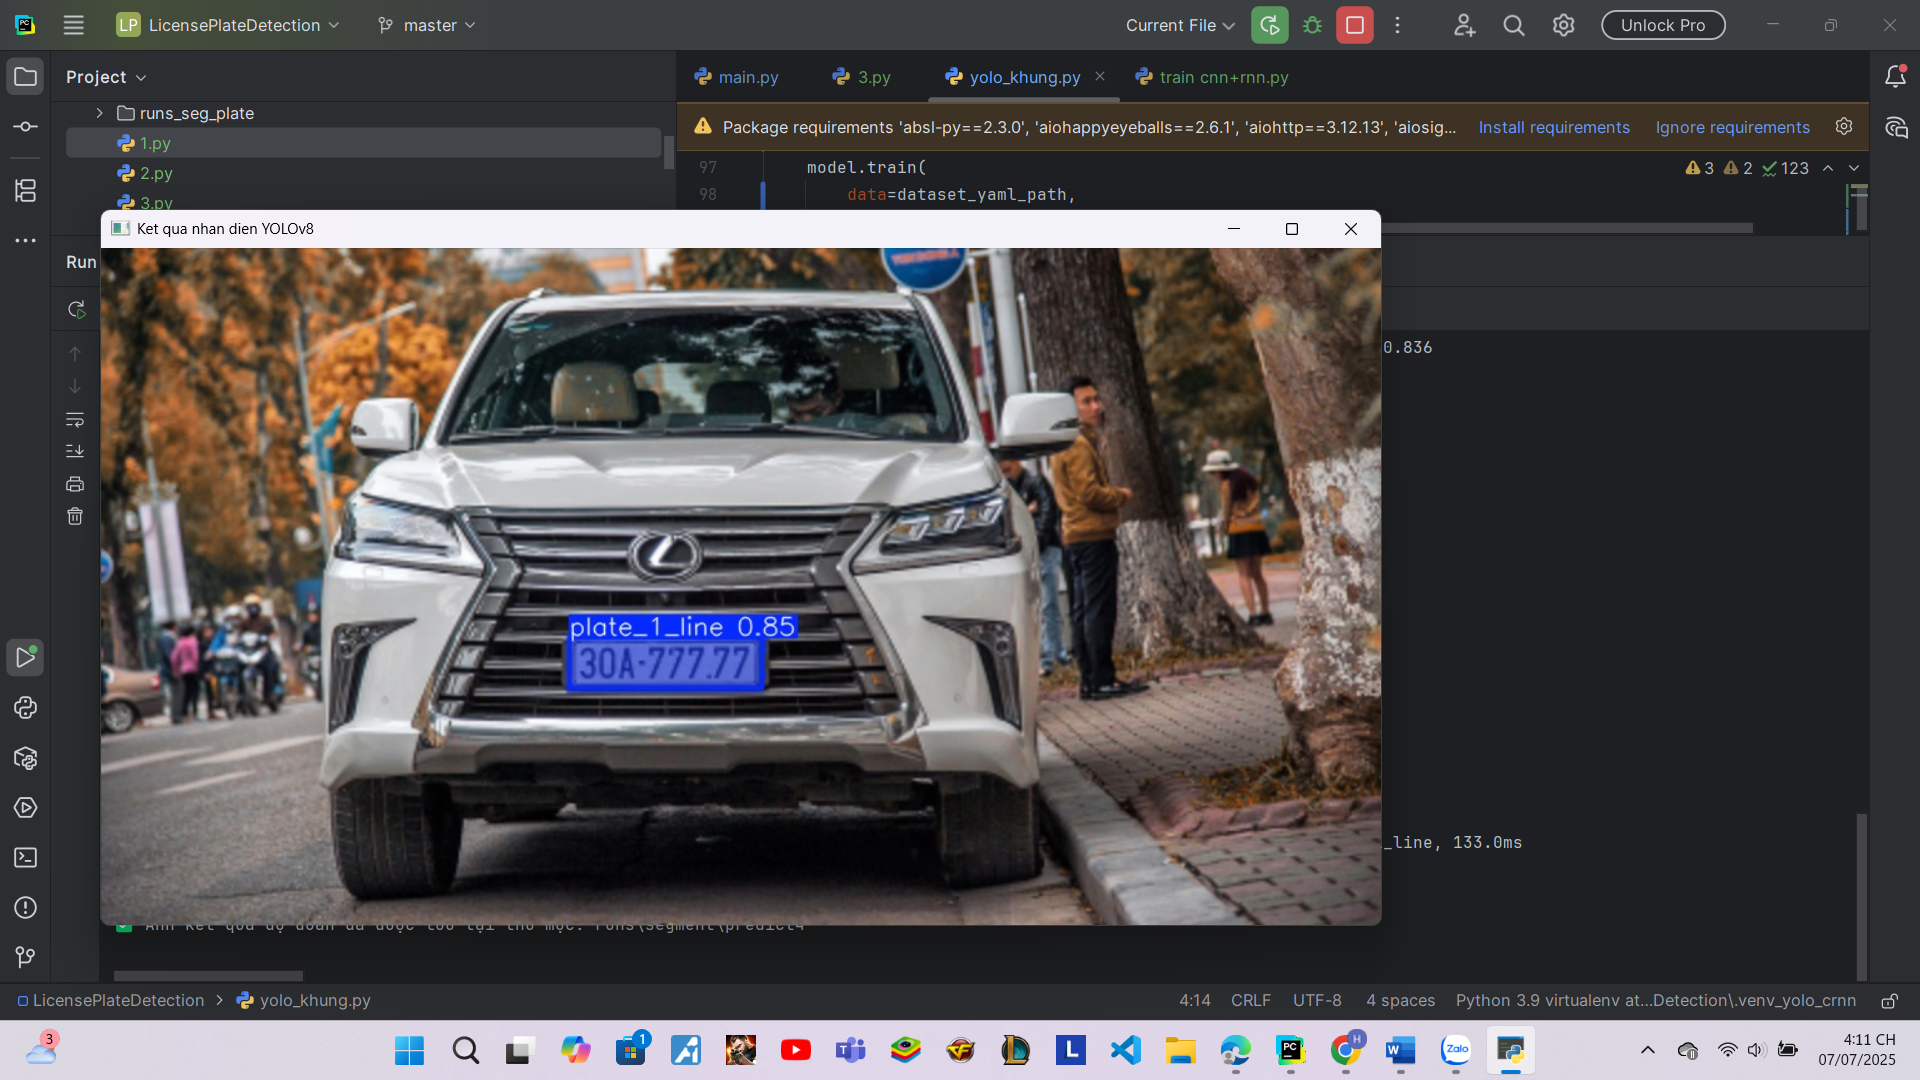 LP LicensePlateDetection master Current File Unlock Pro
Project main.py 3.py yolo_khung.py train cnn+rnn.py
runs_seg_plate
Package requirements 'absl-py==2.3.0', 'aiohappyeyeballs==2.6.1', 'aiohttp==3.12.13', 'aiosig... Install requirements Ignore requirements
1.py
97 model.train( 3 2 123
2.py
98 data=dataset_yaml_path,
3.py
Ket qua nhan dien YOLOv8
Run
0.836
plate_1_line 0.85
30A-777.77
_line, 133.0ms
LicensePlateDetection > yolo_khung.py 4:14 CRLF UTF-8 4 spaces Python 3.9 virtualenv at...Detection\.venv_yolo_crnn
3
1
Zalo
4:11 CH
07/07/2025